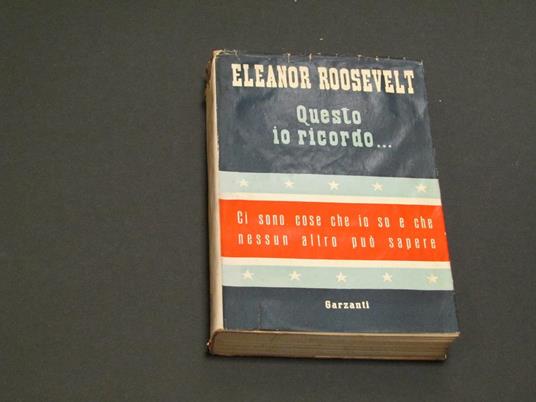 ELEANOR ROOSEVELT
Questo
io ricordo...
Ci sono cose che io so e che
nessun altro può sapere
Garzanti